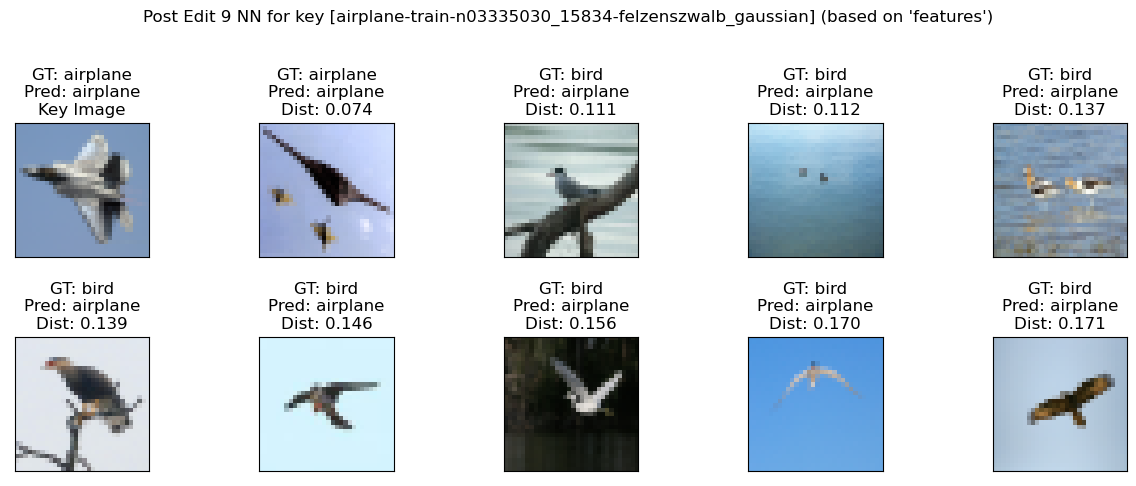 Post Edit 9 NN for key [airplane-train-n03335030_15834-felzenszwalb_gaussian] (based on 'features')
GT: airplane
Pred: airplane
Key Image
GT: airplane
Pred: airplane
Dist: 0.074
GT: bird
Pred: airplane
Dist: 0.111
GT: bird
Pred: airplane
Dist: 0.112
GT: bird
Pred: airplane
Dist: 0.137
GT: bird
Pred: airplane
Dist: 0.139
GT: bird
Pred: airplane
Dist: 0.146
GT: bird
Pred: airplane
Dist: 0.156
GT: bird
Pred: airplane
Dist: 0.170
GT: bird
Pred: airplane
Dist: 0.171